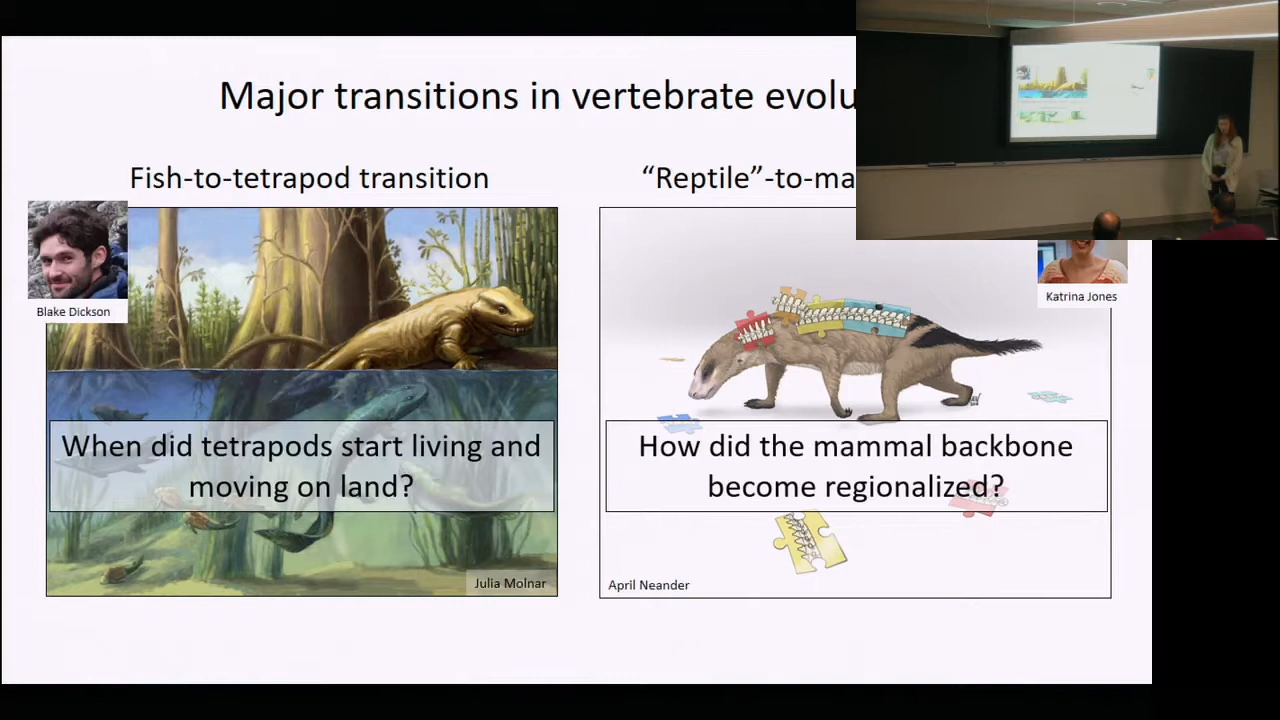 Major transitions in vertebrate evolu
Fish-to-tetrapod transition
“Reptile”-to-ma
Blake Dickson
Katrina Jones
When did tetrapods start living and
moving on land?
How did the mammal backbone
become regionalized?
Julia Molnar
April Neander